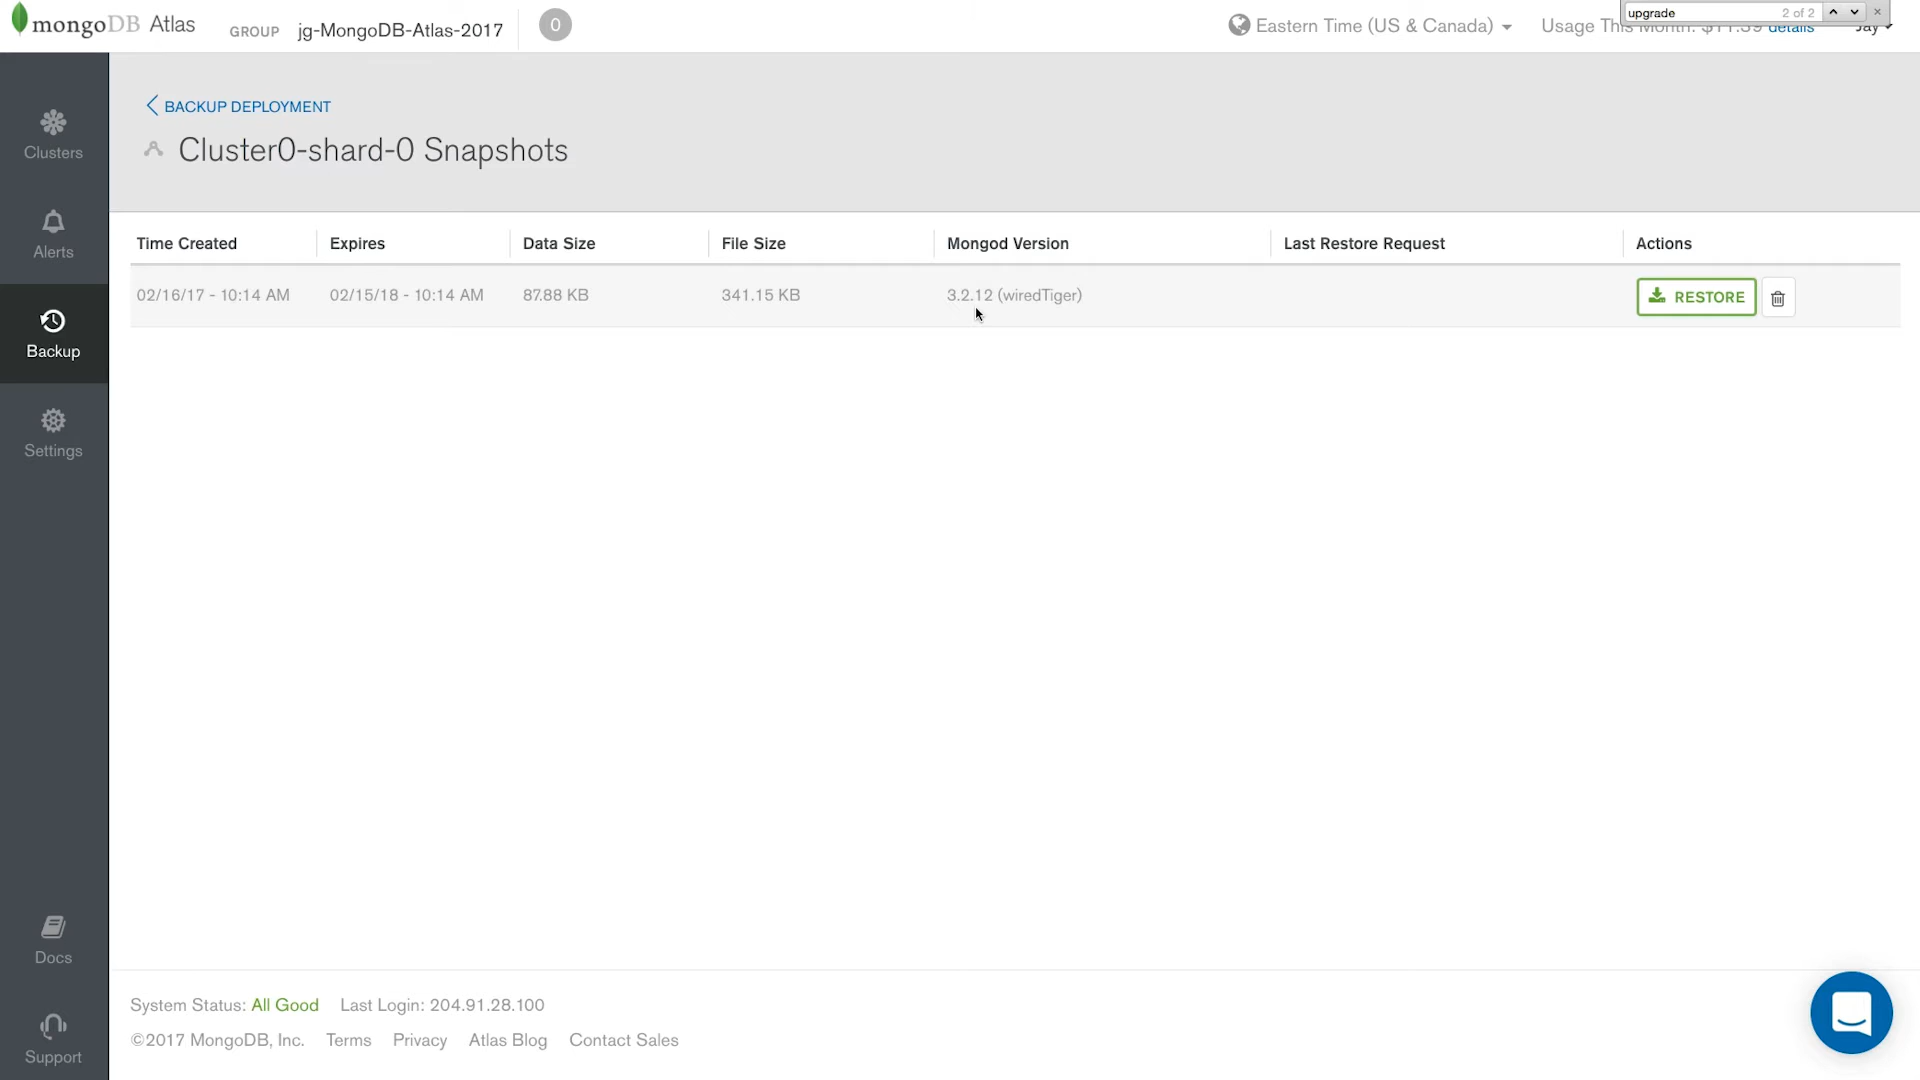 mongoDB Atlas
GROUP jg-MongoDB-Atlas-2017
0
Eastern Time (US & Canada)
Usage This Month: $11.39 details
Jay
upgrade 2 of 2
Clusters
Alerts
Backup
Settings
Docs
Support
BACKUP DEPLOYMENT
Cluster0-shard-0 Snapshots
Time Created Expires Data Size File Size Mongod Version Last Restore Request Actions
02/16/17 - 10:14 AM 02/15/18 - 10:14 AM 87.88 KB 341.15 KB 3.2.12 (wiredTiger) RESTORE
System Status: All Good Last Login: 204.91.28.100
©2017 MongoDB, Inc. Terms Privacy Atlas Blog Contact Sales